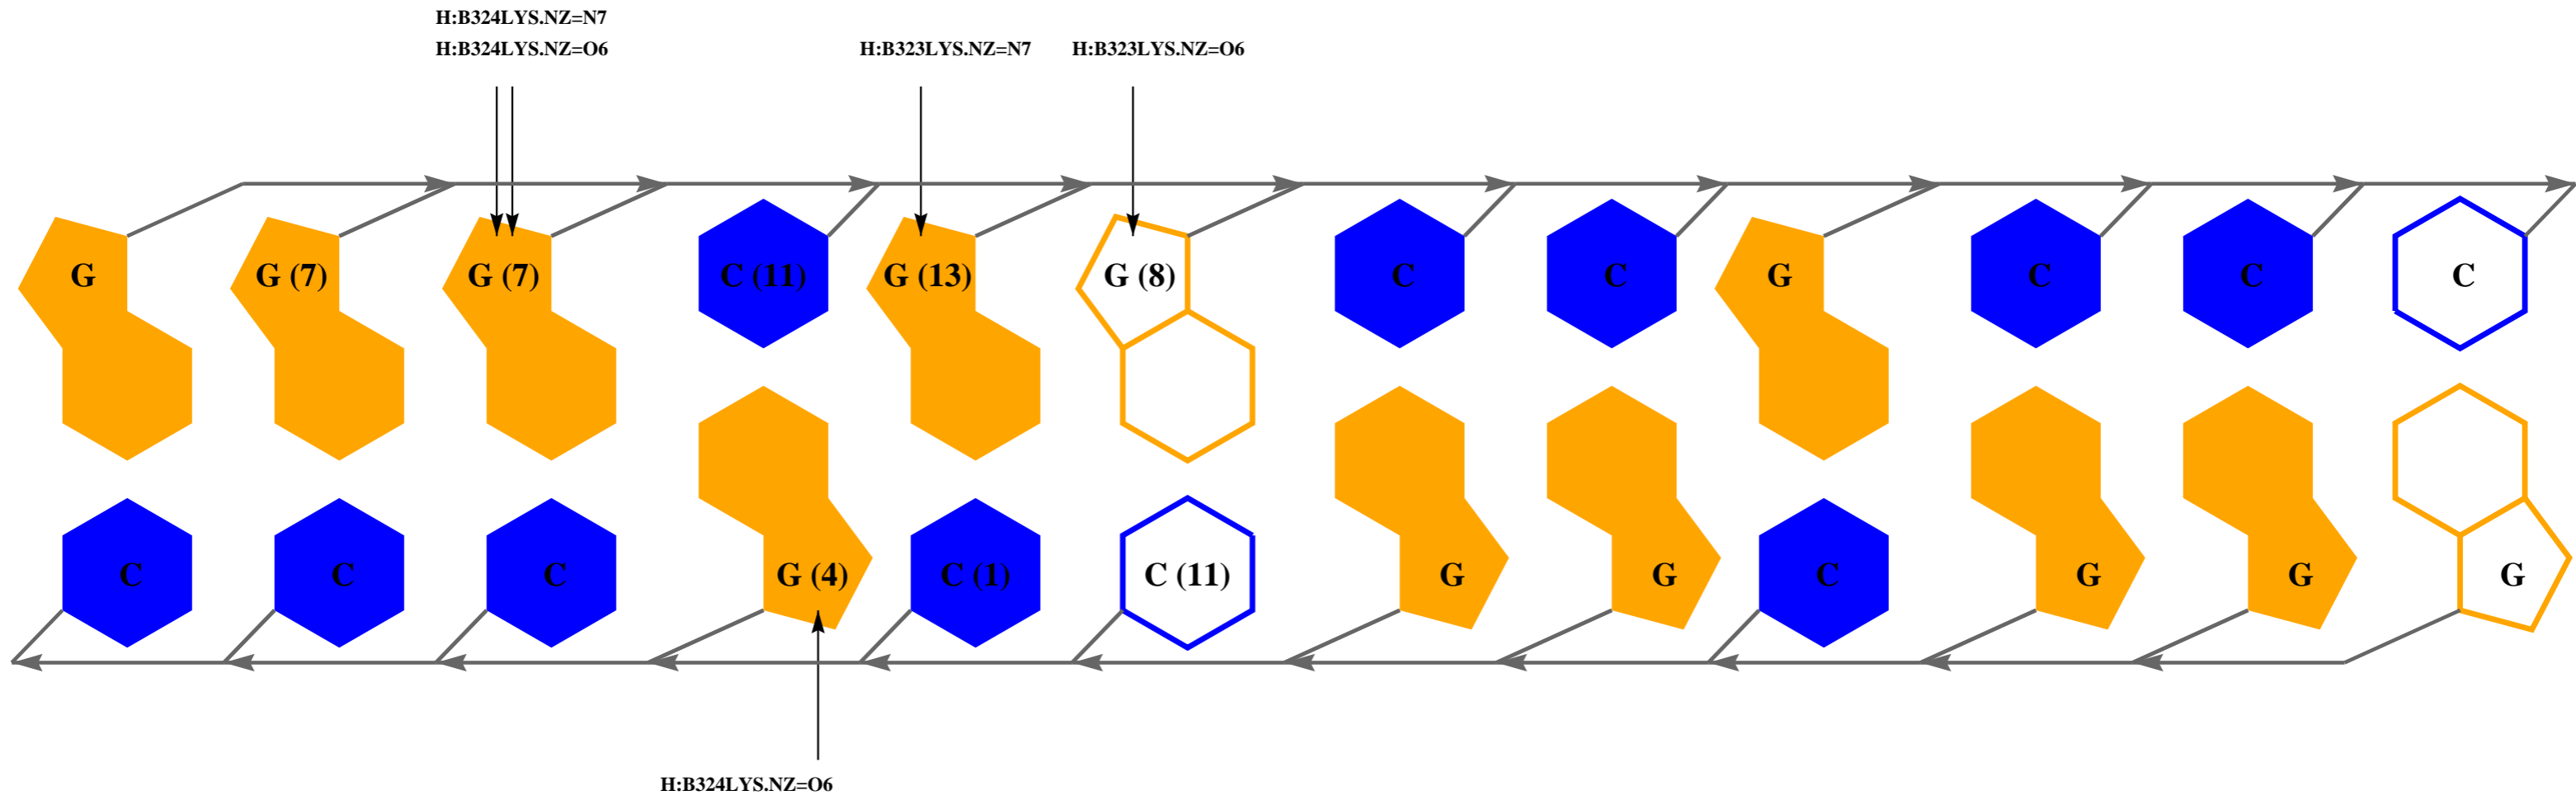 H:B324LYS.NZ=N7
H:B324LYS.NZ=O6 H:B323LYS.NZ=N7 H:B323LYS.NZ=O6
G G (7) G (7) C (11) G (13) G (8) C C G C C C
C C C G (4) C (1) C (11) G G C G G G
H:B324LYS.NZ=O6